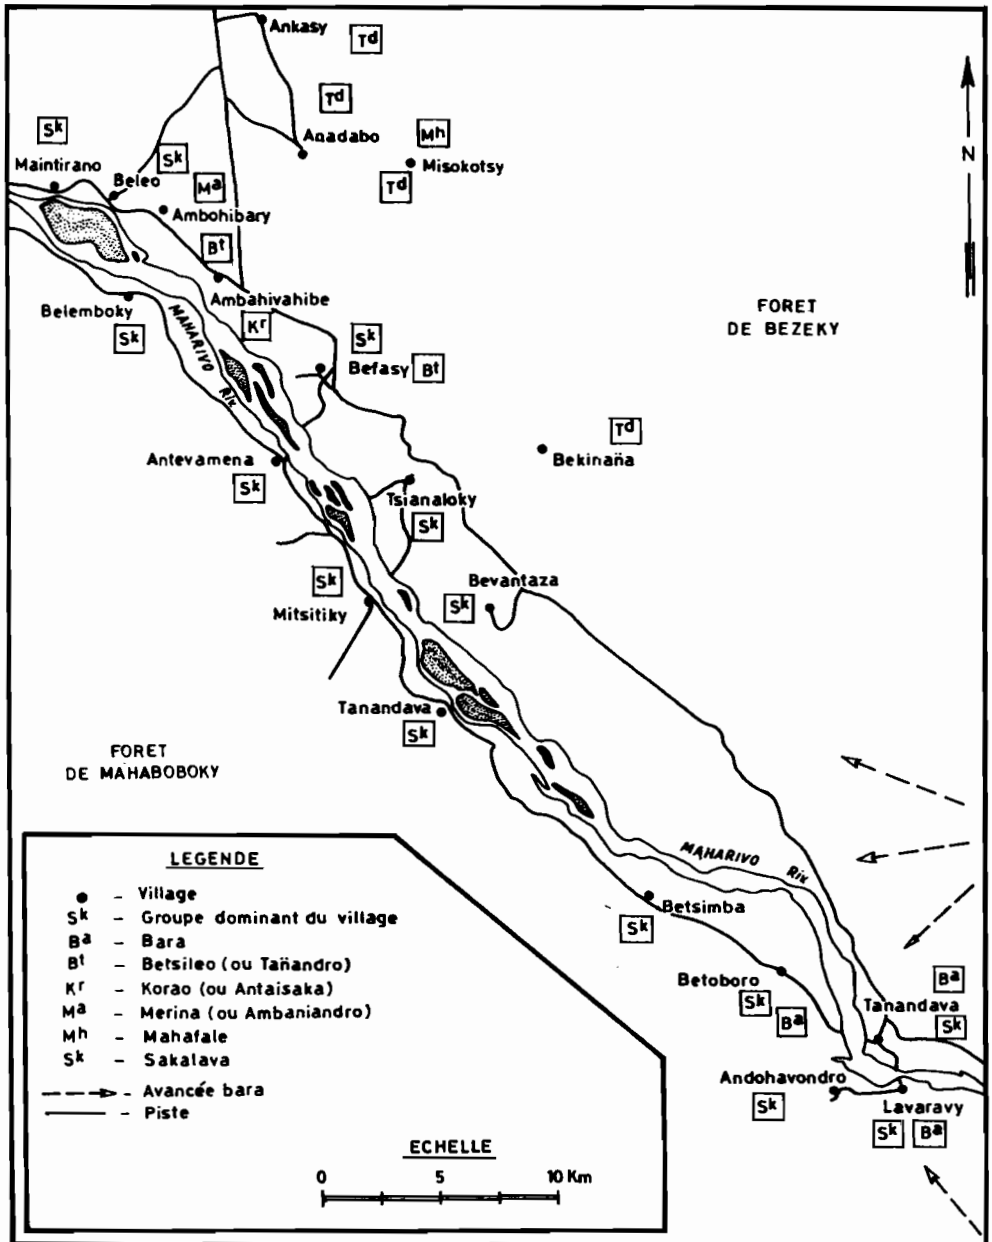 Ankasy
Td
Td
Anadabo
N
Sk
Maintirano
Sk
Beleo
Mh
Misokotsy
Td
Ma
Ambohibary
Bt
Ambahivahibe
Belemboky
Sk
MAHARIVO
Riv
Kr
Sk
Befasy
Bt
FORET
DE BEZEKY
Td
Bekinaña
Antevamena
Sk
Tsianaloky
Sk
Sk
Mitsitiky
Bevantaza
Sk
Tanandava
Sk
FORET
DE MAHABOBOKY
MAHARIVO Riv
Betsimba
Sk
Betoboro
Sk
Ba
Ba
Tanandava
Sk
Andohavondro
Sk
Lavaravy
Sk
Ba
LEGENDE
– Village
Sk – Groupe dominant du village
Ba – Bara
Bt – Betsileo (ou Tañandro)
Kr – Korao (ou Antaisaka)
Ma – Merina (ou Ambaniandro)
Mh – Mahafale
Sk – Sakalava
– Avancée bara
– Piste
ECHELLE
0 5 10 Km